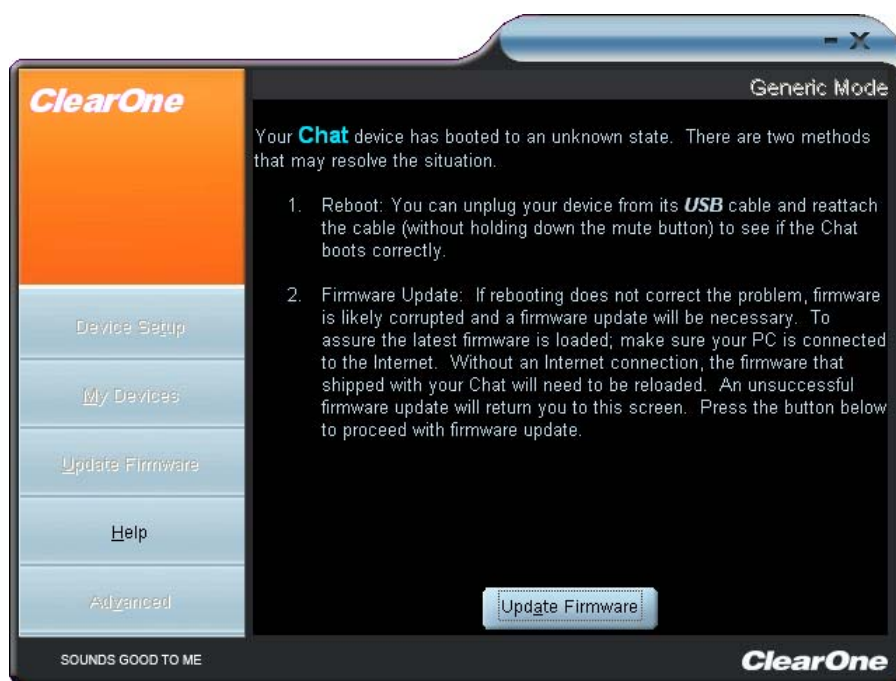 ClearOne
Generic Mode
Your Chat device has booted to an unknown state. There are two methods
that may resolve the situation.
1. Reboot: You can unplug your device from its USB cable and reattach
the cable (without holding down the mute button) to see if the Chat
boots correctly.
2. Firmware Update: If rebooting does not correct the problem, firmware
is likely corrupted and a firmware update will be necessary. To
assure the latest firmware is loaded; make sure your PC is connected
to the Internet. Without an Internet connection, the firmware that
shipped with your Chat will need to be reloaded. An unsuccessful
firmware update will return you to this screen. Press the button below
to proceed with firmware update.
Device Setup
My Devices
Update Firmware
Help
Advanced
Update Firmware
SOUNDS GOOD TO ME
ClearOne